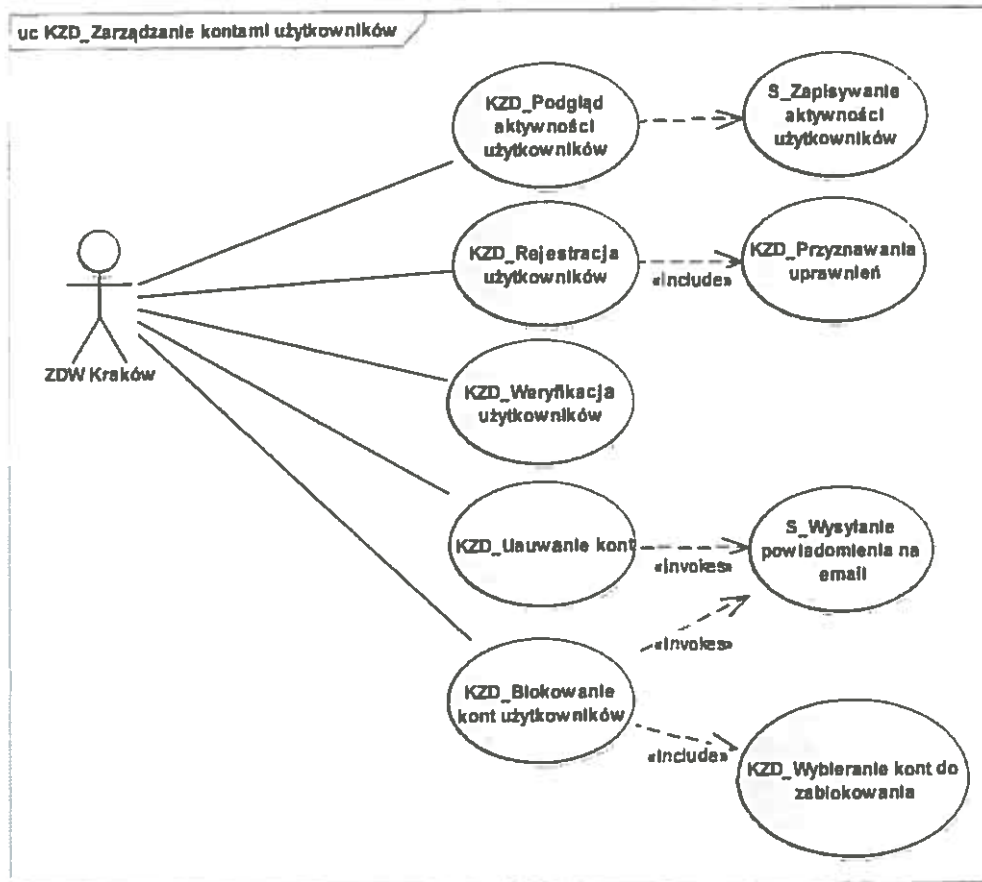 uc KZD_Zarządzanie kontami użytkowników
KZD_Podgląd
aktywności
użytkowników
S_Zapisywanie
aktywności
użytkowników
KZD_Rejestracja
użytkowników
«Include»
KZD_Przyznawania
uprawnień
ZDW Kraków
KZD_Weryfikacja
użytkowników
KZD_Usuwanie kont
«Invokes»
S_Wysyłanie
powiadomienia na
email
«Invokes»
KZD_Blokowanie
kont użytkowników
«Include»
KZD_Wybieranie kont do
zablokowania